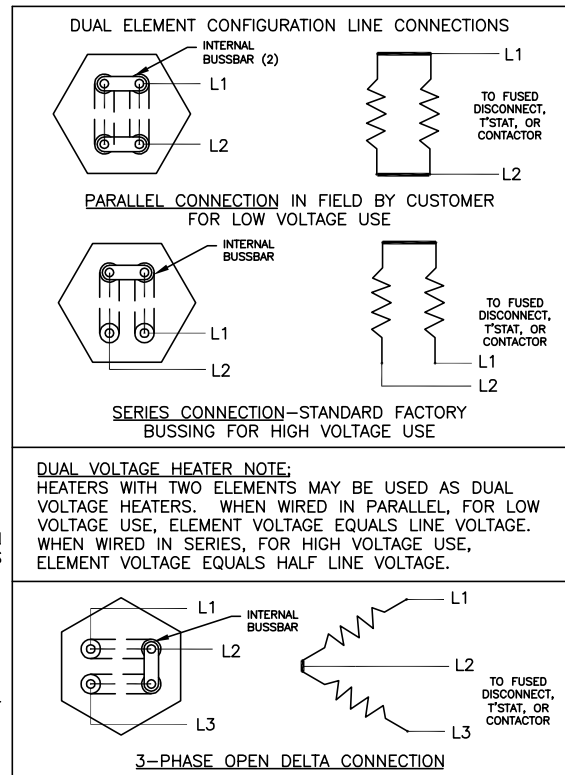 DUAL ELEMENT CONFIGURATION LINE CONNECTIONS
INTERNAL
BUSSBAR (2)
L1
L2
L1
TO FUSED
DISCONNECT,
T'STAT, OR
CONTACTOR
L2
PARALLEL CONNECTION IN FIELD BY CUSTOMER
FOR LOW VOLTAGE USE
INTERNAL
BUSSBAR
L1
L2
TO FUSED
DISCONNECT,
T'STAT, OR
CONTACTOR
L1
L2
SERIES CONNECTION-STANDARD FACTORY
BUSSING FOR HIGH VOLTAGE USE
DUAL VOLTAGE HEATER NOTE;
HEATERS WITH TWO ELEMENTS MAY BE USED AS DUAL
VOLTAGE HEATERS. WHEN WIRED IN PARALLEL, FOR LOW
VOLTAGE USE, ELEMENT VOLTAGE EQUALS LINE VOLTAGE.
WHEN WIRED IN SERIES, FOR HIGH VOLTAGE USE,
ELEMENT VOLTAGE EQUALS HALF LINE VOLTAGE.
L1
INTERNAL
BUSSBAR
L2
L3
L1
L2
TO FUSED
DISCONNECT,
T'STAT, OR
CONTACTOR
L3
3-PHASE OPEN DELTA CONNECTION